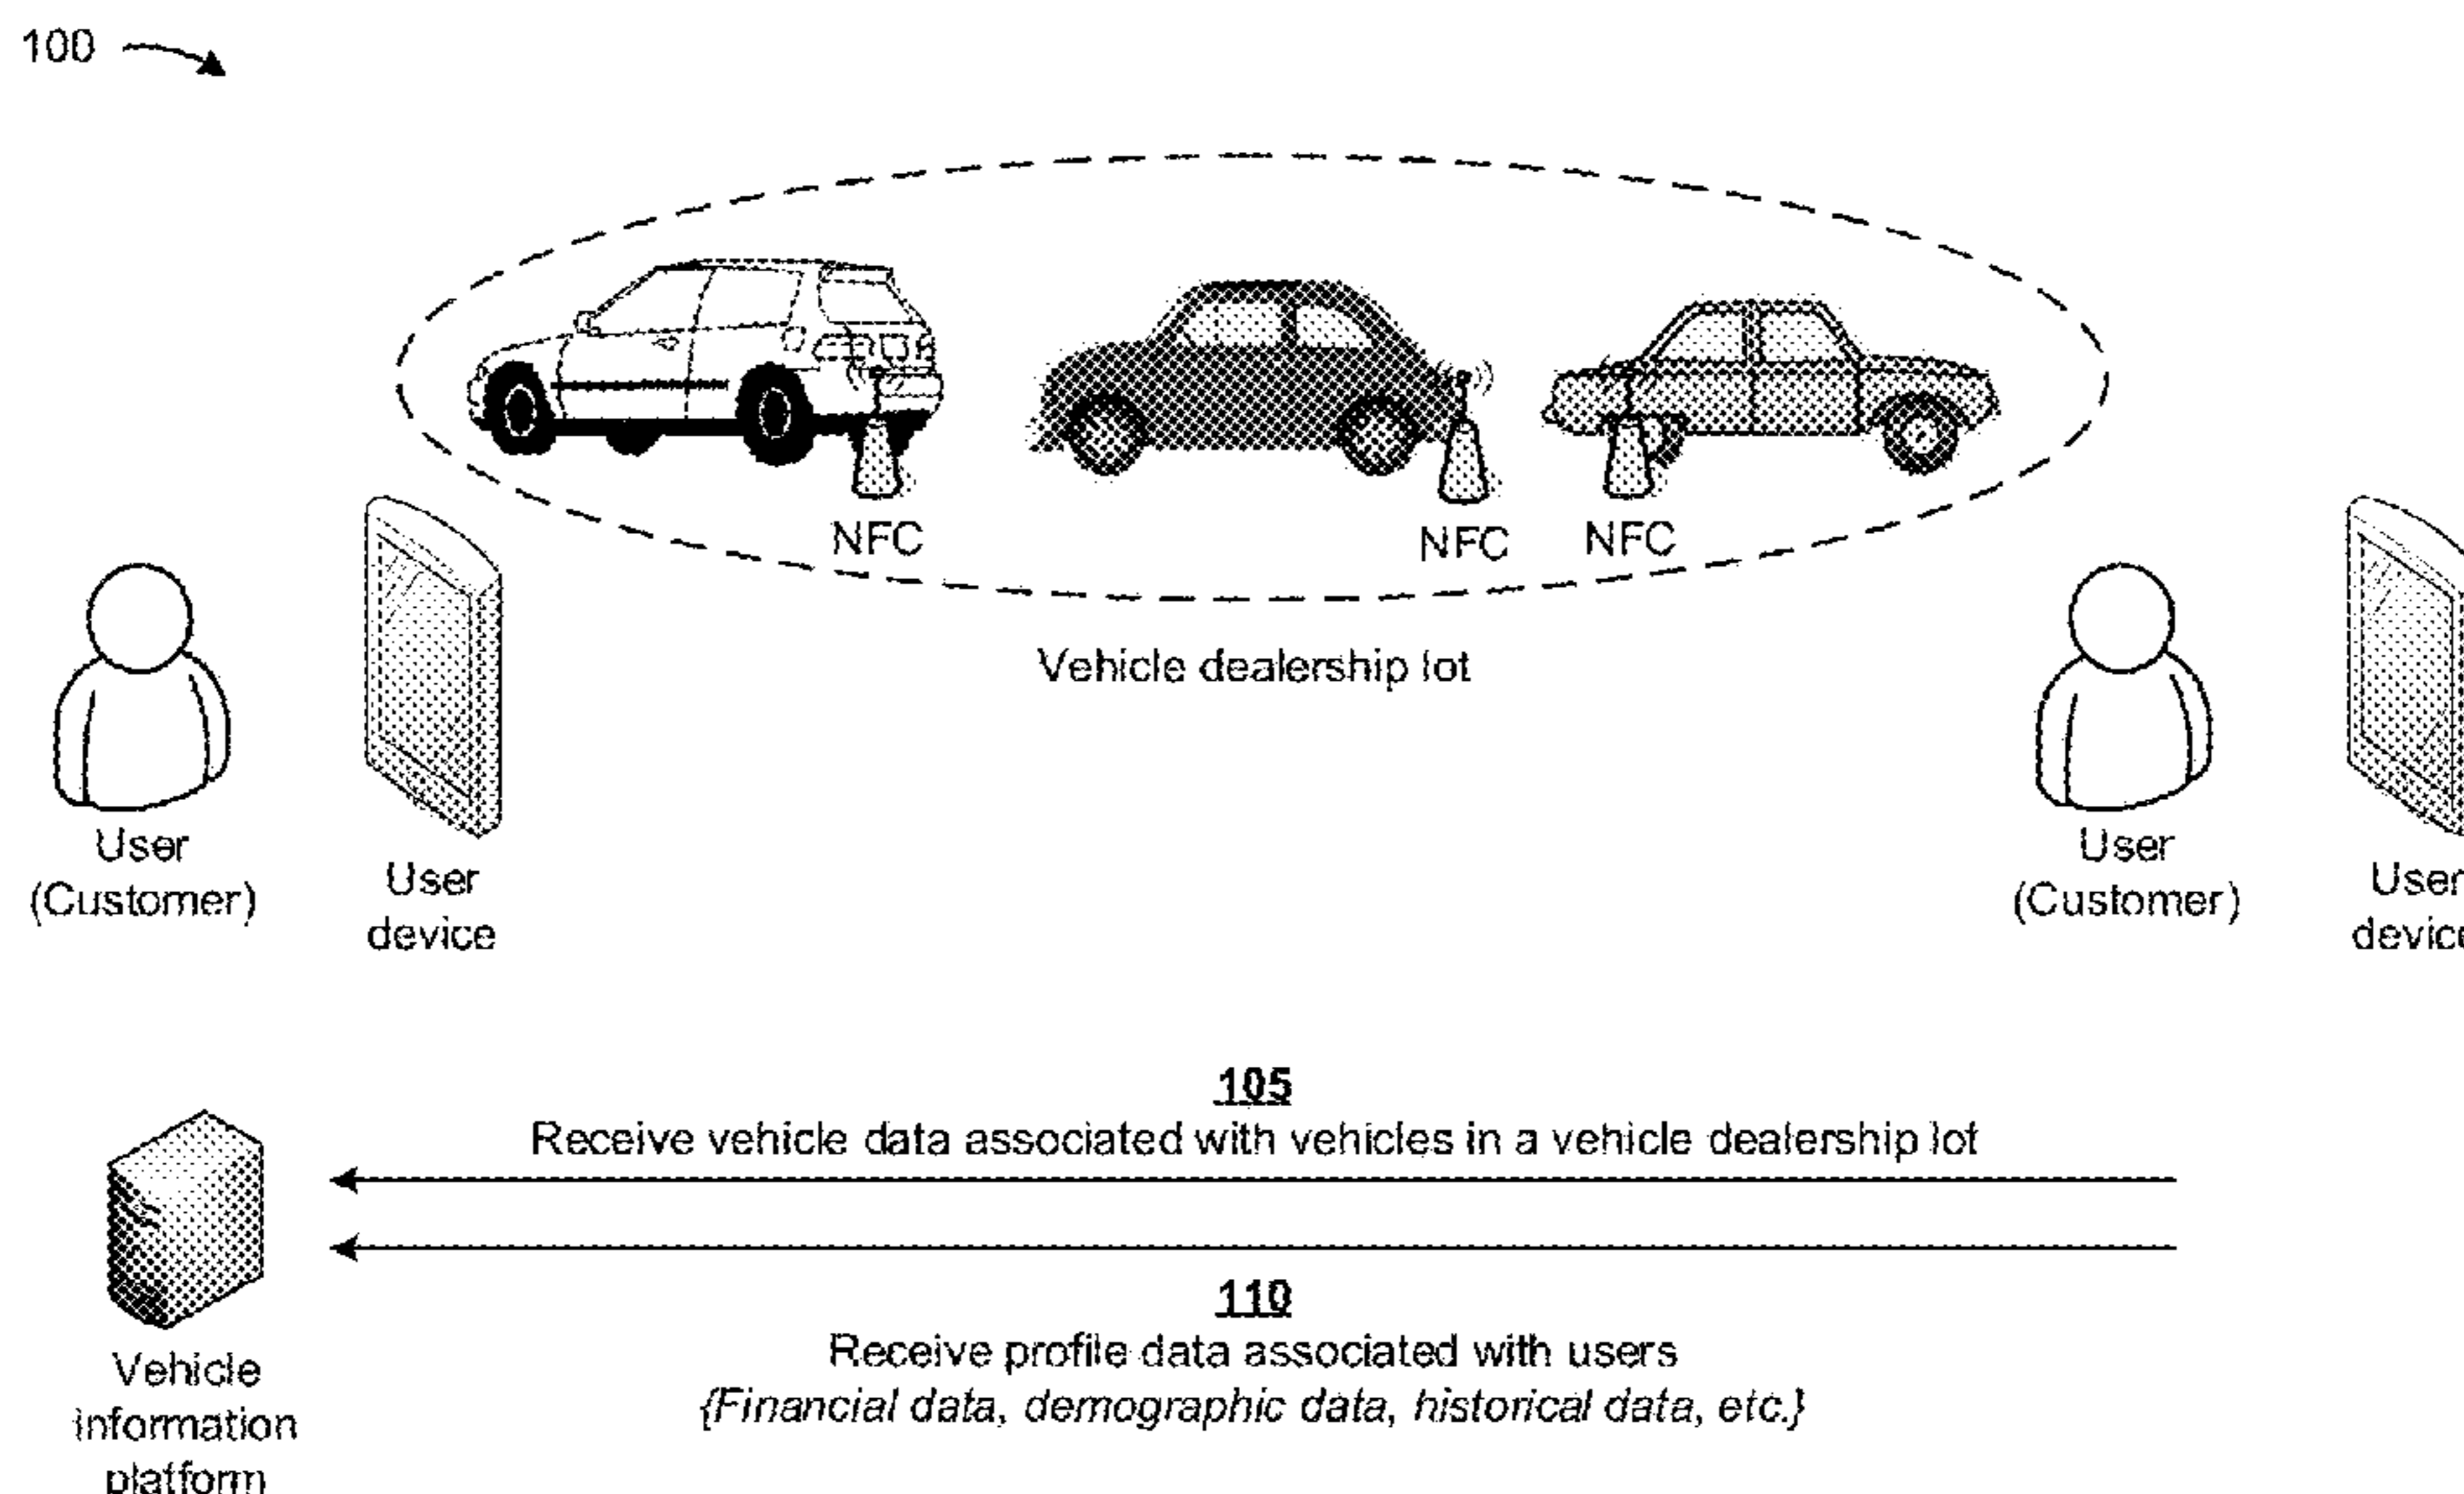 100
NFC
NFC
NFC
Vehicle dealership lot
User
(Customer)
User
device
User
(Customer)
User
device
105
Receive vehicle data associated with vehicles in a vehicle dealership lot
110
Receive profile data associated with users
{Financial data, demographic data, historical data, etc.}
Vehicle
information
platform